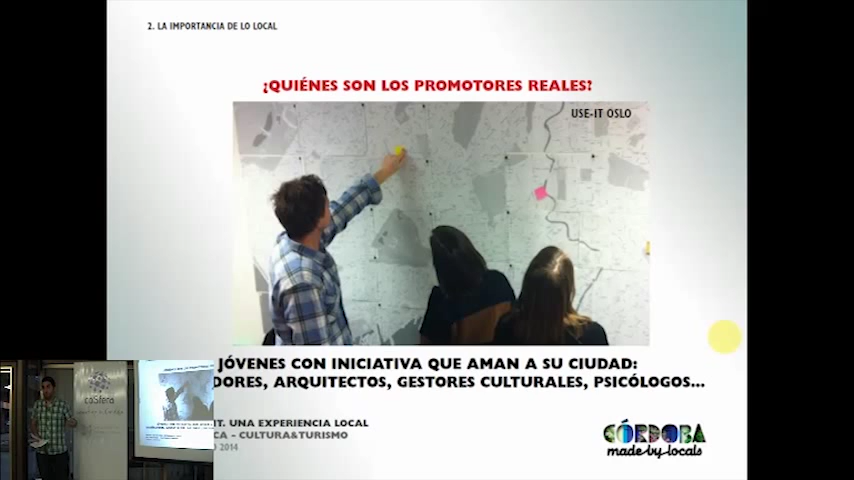 2. LA IMPORTANCIA DE LO LOCAL
¿QUIÉNES SON LOS PROMOTORES REALES?
USE-IT OSLO
JÓVENES CON INICIATIVA QUE AMAN A SU CIUDAD:
DORES, ARQUITECTOS, GESTORES CULTURALES, PSICÓLOGOS...
IT. UNA EXPERIENCIA LOCAL
CA – CULTURA&TURISMO
2014
CÓRDOBA
made by locals
coSfera